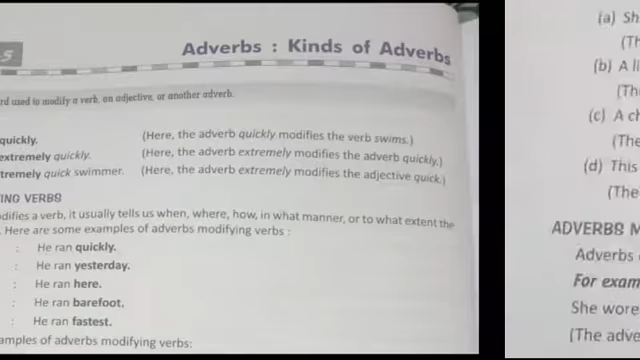 5
Adverbs : Kinds of Adverbs
used to modify a verb, an adjective, or another adverb.
quickly. (Here, the adverb quickly modifies the verb swims.)
extremely quickly. (Here, the adverb extremely modifies the adverb quickly.)
tremely quick swimmer. (Here, the adverb extremely modifies the adjective quick.)
ING VERBS
difies a verb, it usually tells us when, where, how, in what manner, or to what extent the
. Here are some examples of adverbs modifying verbs :
: He ran quickly.
: He ran yesterday.
: He ran here.
: He ran barefoot.
: He ran fastest.
amples of adverbs modifying verbs:
(a) Sh
(Th
(b) A li
(Th
(c) A ch
(The
(d) This
(The
ADVERBS M
Adverbs
For exam
She wore
(The adve